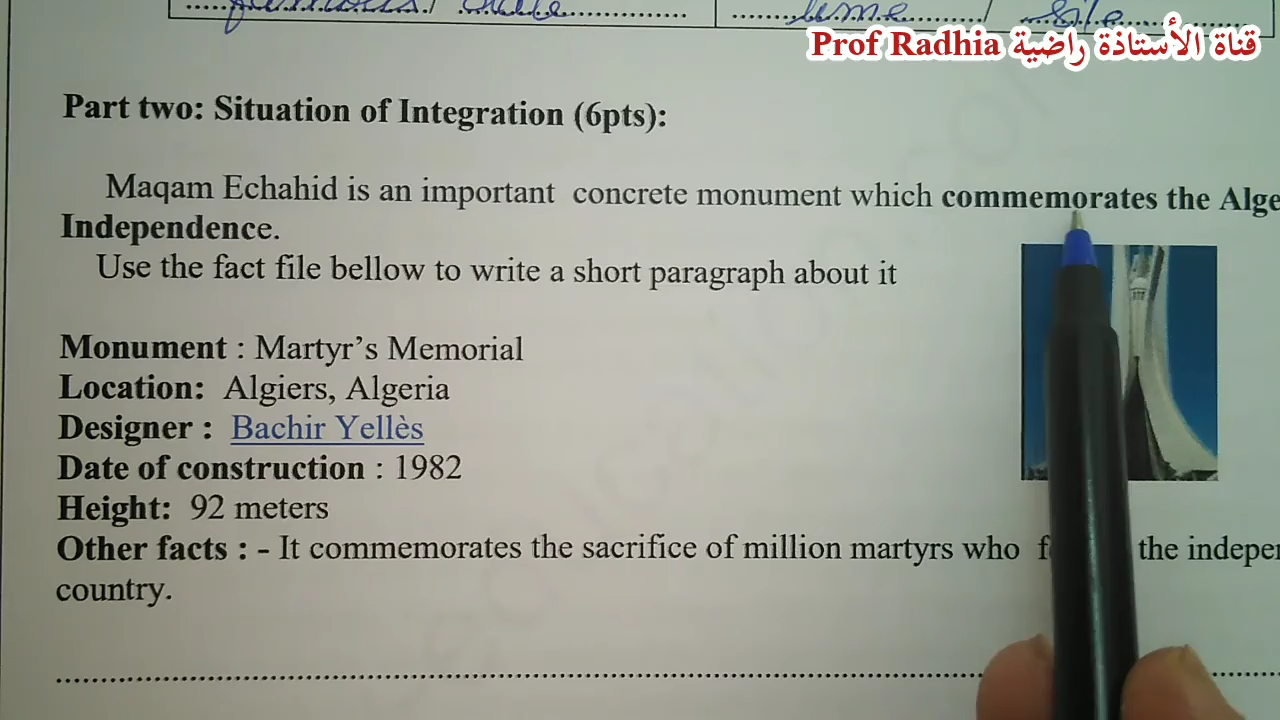 Prof Radhia قناة الأستاذة راضية
Part two: Situation of Integration (6pts):
Maqam Echahid is an important concrete monument which commemorates the Alge
Independence.
Use the fact file bellow to write a short paragraph about it
Monument : Martyr's Memorial
Location: Algiers, Algeria
Designer : Bachir Yellès
Date of construction : 1982
Height: 92 meters
Other facts : - It commemorates the sacrifice of million martyrs who f the indepe
country.